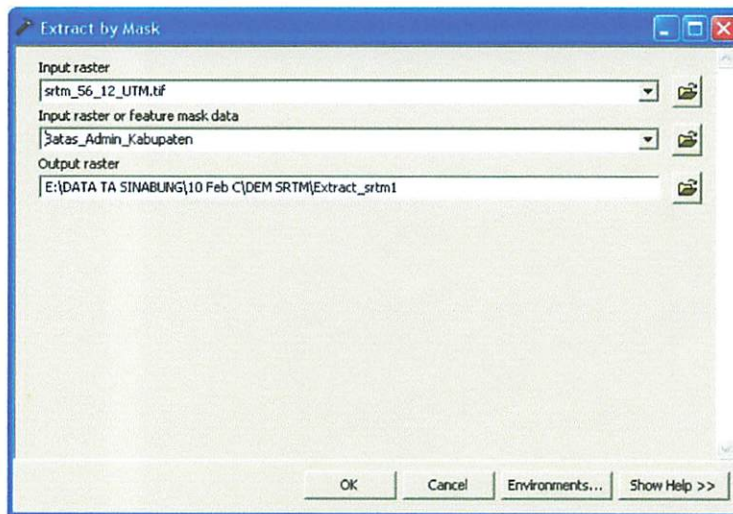 Extract by Mask
Input raster
srtm_56_12_UTM.tif
Input raster or feature mask data
Batas_Admin_Kabupaten
Output raster
E:\DATA TA SINABUNG\10 Feb C\DEM SRTM\Extract_srtm1
OK Cancel Environments... Show Help >>